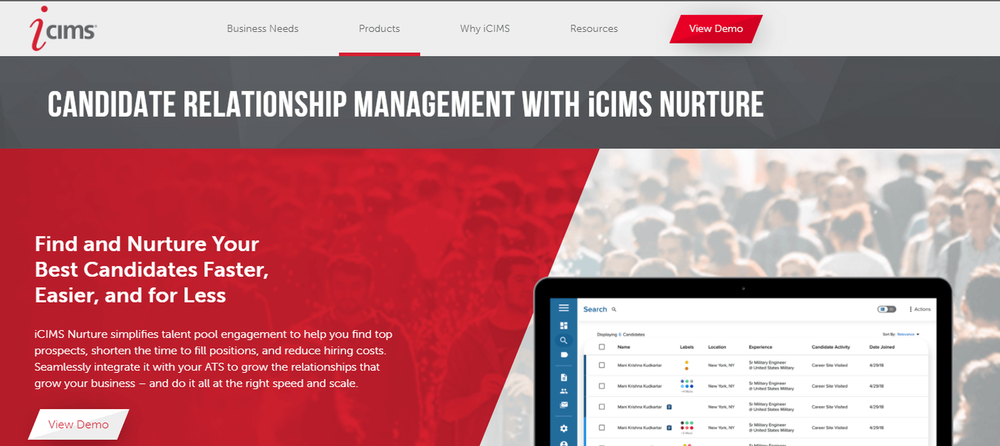 iCIMS®
Business Needs
Products
Why iCIMS
Resources
View Demo
CANDIDATE RELATIONSHIP MANAGEMENT WITH iCIMS NURTURE
Find and Nurture Your
Best Candidates Faster,
Easier, and for Less
iCIMS Nurture simplifies talent pool engagement to help you find top
prospects, shorten the time to fill positions, and reduce hiring costs.
Seamlessly integrate it with your ATS to grow the relationships that
grow your business – and do it all at the right speed and scale.
View Demo
Search
Actions
Displaying 6 Candidates
Sort By: Relevance
Name Labels Location Experience Candidate Activity Date Joined
Mani Krishna Kudkartar New York, NY Sr Military Engineer Career Site Visited 4/29/18
@ United States Military
Mani Krishna Kudkartar New York, NY Sr Military Engineer Career Site Visited 4/29/18
@ United States Military
+4 More
Mani Krishna Kudkartar New York, NY Sr Military Engineer Career Site Visited 4/29/18
@ United States Military
Mani Krishna Kudkartar New York, NY Sr Military Engineer Career Site Visited 4/29/18
@ United States Military
+2 More